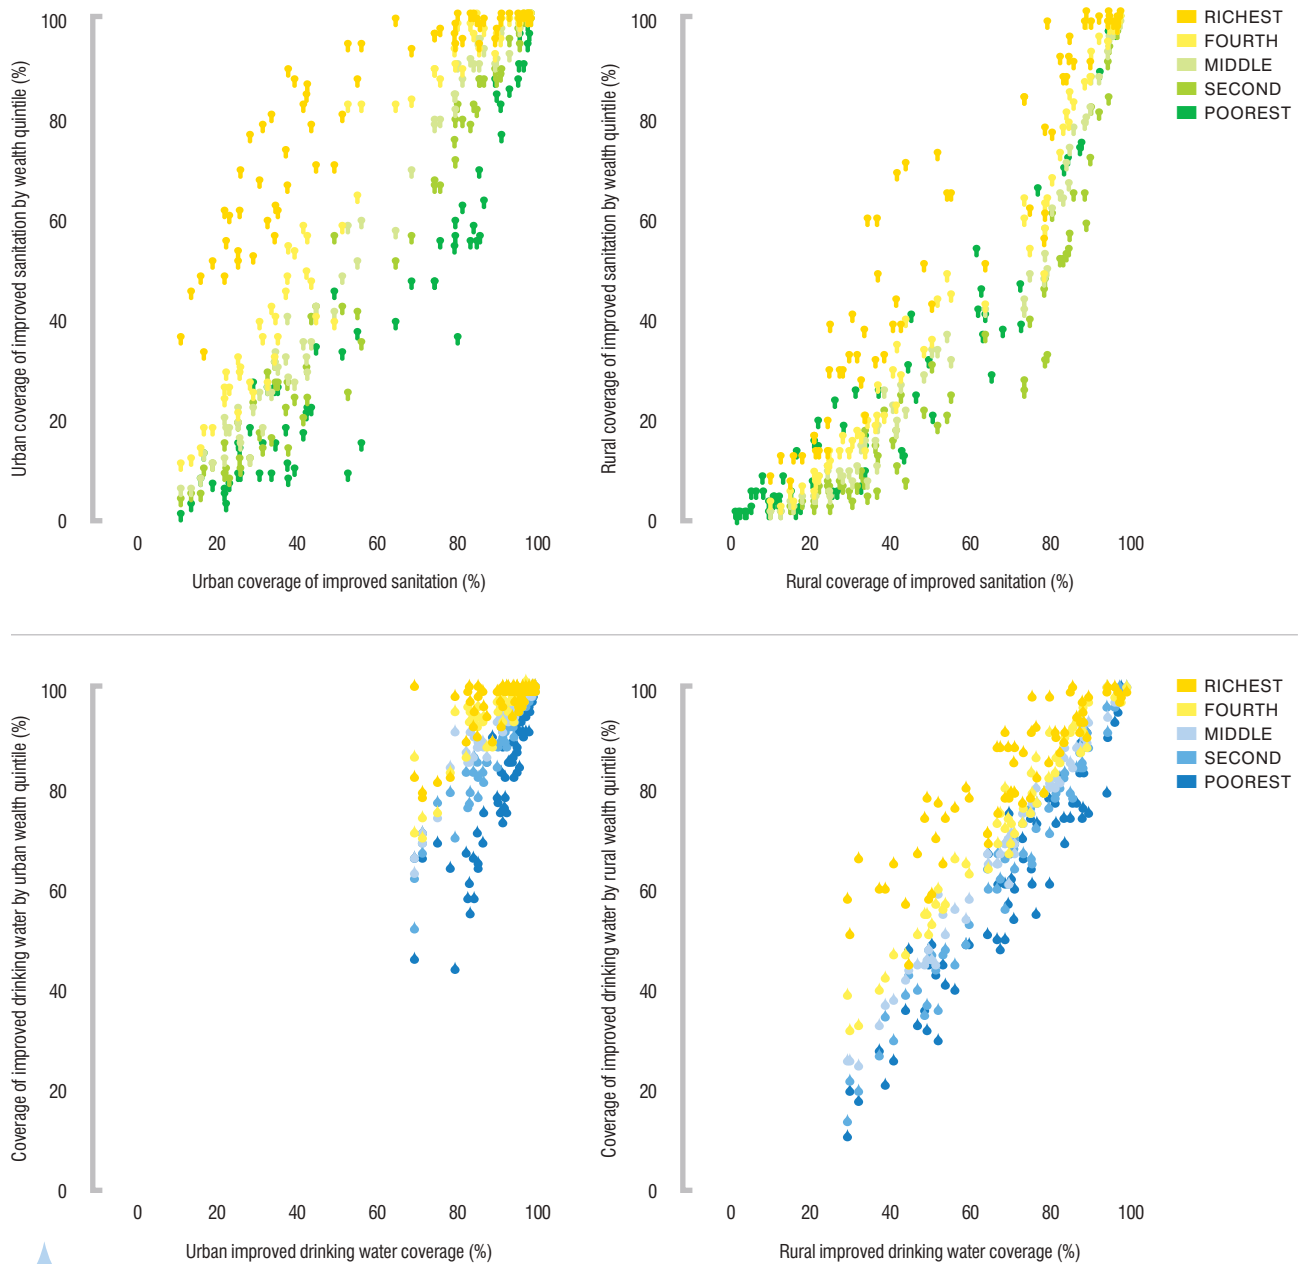 Urban coverage of improved sanitation by wealth quintile (%)
100
80
60
40
20
0
0 20 40 60 80 100
Urban coverage of improved sanitation (%)
Rural coverage of improved sanitation by wealth quintile (%)
100
80
60
40
20
0
0 20 40 60 80 100
Rural coverage of improved sanitation (%)
RICHEST
FOURTH
MIDDLE
SECOND
POOREST
Coverage of improved drinking water by urban wealth quintile (%)
100
80
60
40
20
0
0 20 40 60 80 100
Urban improved drinking water coverage (%)
Coverage of improved drinking water by rural wealth quintile (%)
100
80
60
40
20
0
0 20 40 60 80 100
Rural improved drinking water coverage (%)
RICHEST
FOURTH
MIDDLE
SECOND
POOREST